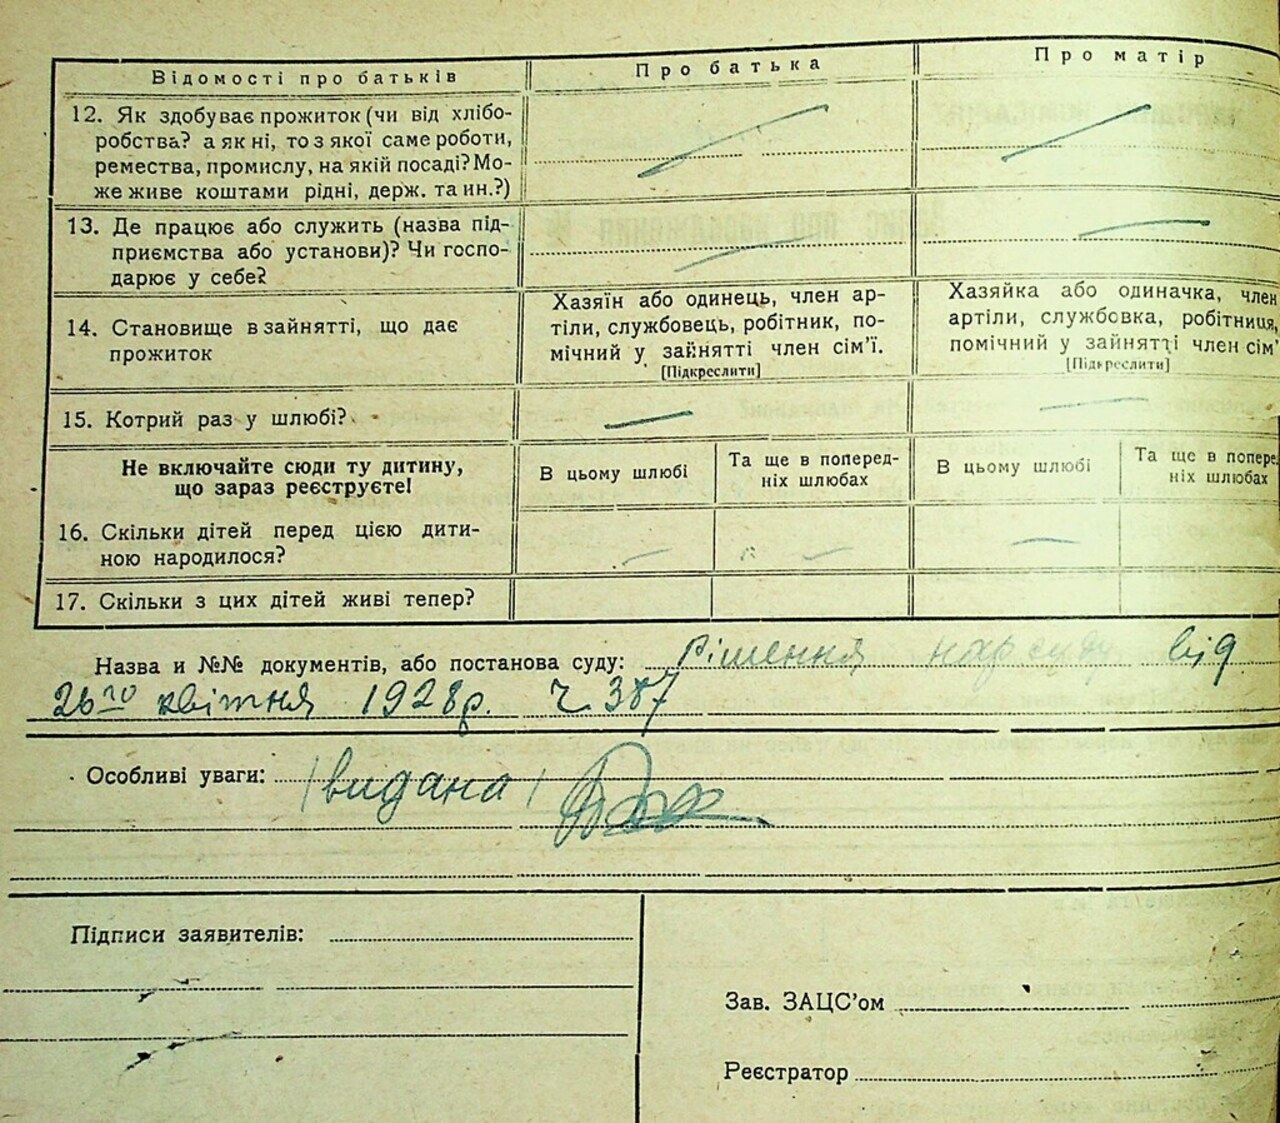 Відомості про батьків
Про батька
Про матір
12. Як здобуває прожиток (чи від хлібо-
робства? а як ні, то з якої саме роботи,
ремества, промислу, на якій посаді? Мо-
же живе коштами рідні, держ. та ин.?)
13. Де працює або служить (назва під-
приємства або установи)? Чи госпо-
дарює у себе?
14. Становище в зайнятті, що дає
прожиток
Хазяїн або одинець, член ар-
тіли, службовець, робітник, по-
мічний у зайнятті член сім'ї.
[Підкреслити]
Хазяйка або одиначка, член
артіли, службовка, робітниця,
помічний у зайнятті член сім'
[Підкреслити]
15. Котрий раз у шлюбі?
Не включайте сюди ту дитину,
що зараз реєструєте!
В цьому шлюбі
Та ще в поперед-
ніх шлюбах
В цьому шлюбі
Та ще в попере
ніх шлюбах
16. Скільки дітей перед цією дити-
ною народилося?
17. Скільки з цих дітей живі тепер?
Назва и №№ документів, або постанова суду: Рішення нарсуду від
26го квітня 1928р. ч. 387
Особливі уваги: /видана/
Підписи заявителів:
Зав. ЗАЦС'ом
Реєстратор